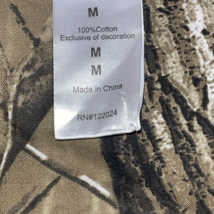 M
100%Cotton
Exclusive of decoration
M
M
Made in China
RN#122024